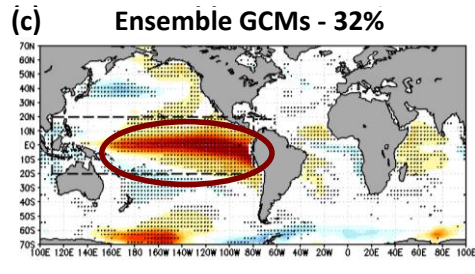 (c) Ensemble GCMs - 32%
70N
60N
50N
40N
30N
20N
10N
EQ
10S
20S
30S
40S
50S
60S
70S
100E 120E 140E 160E 180 160W 140W 120W 100W 80W 60W 40W 20W 0 20E 40E 60E 80E 100E